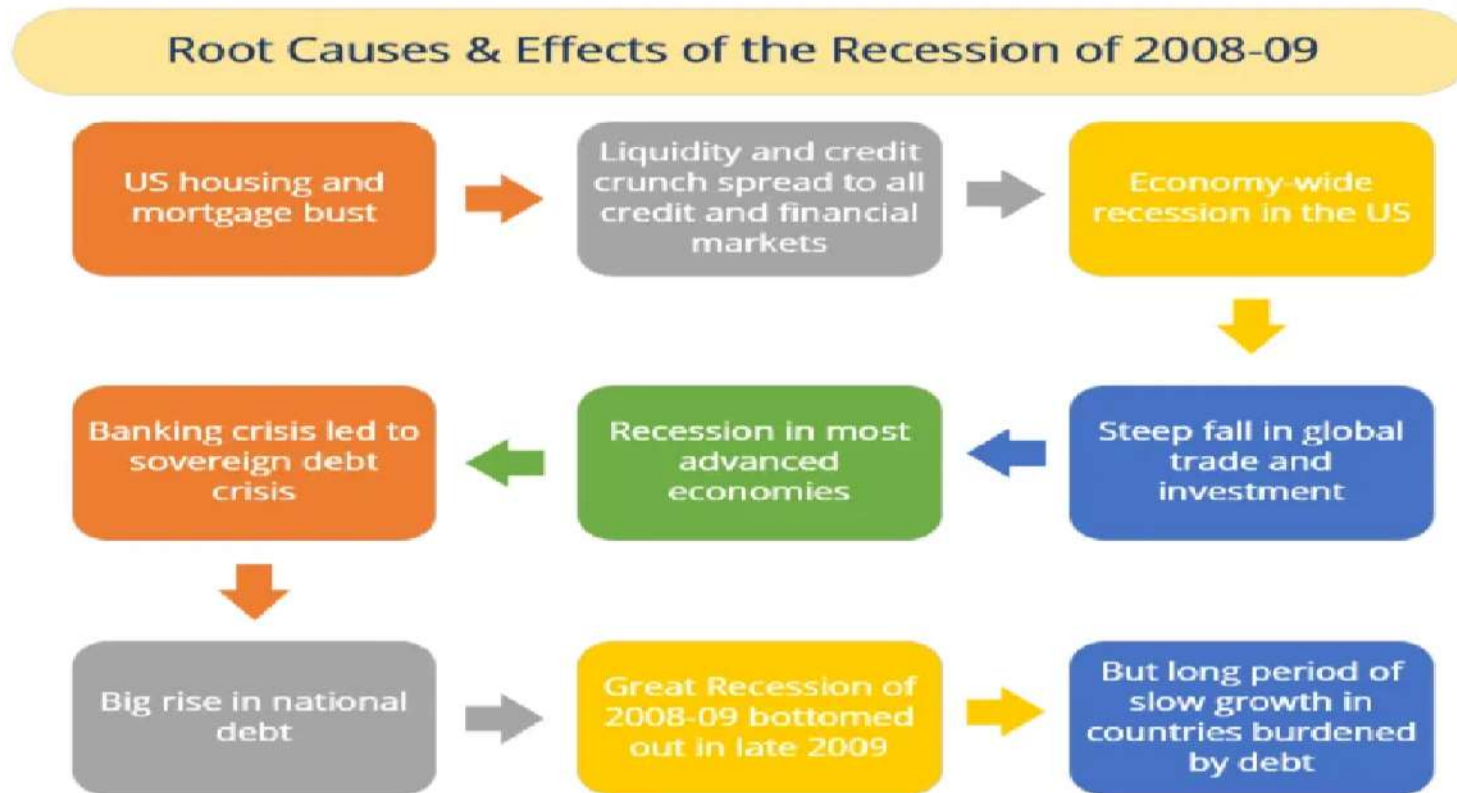 Root Causes & Effects of the Recession of 2008-09
US housing and
mortgage bust
Liquidity and credit
crunch spread to all
credit and financial
markets
Economy-wide
recession in the US
Steep fall in global
trade and
investment
Recession in most
advanced
economies
Banking crisis led to
sovereign debt
crisis
Big rise in national
debt
Great Recession of
2008-09 bottomed
out in late 2009
But long period of
slow growth in
countries burdened
by debt